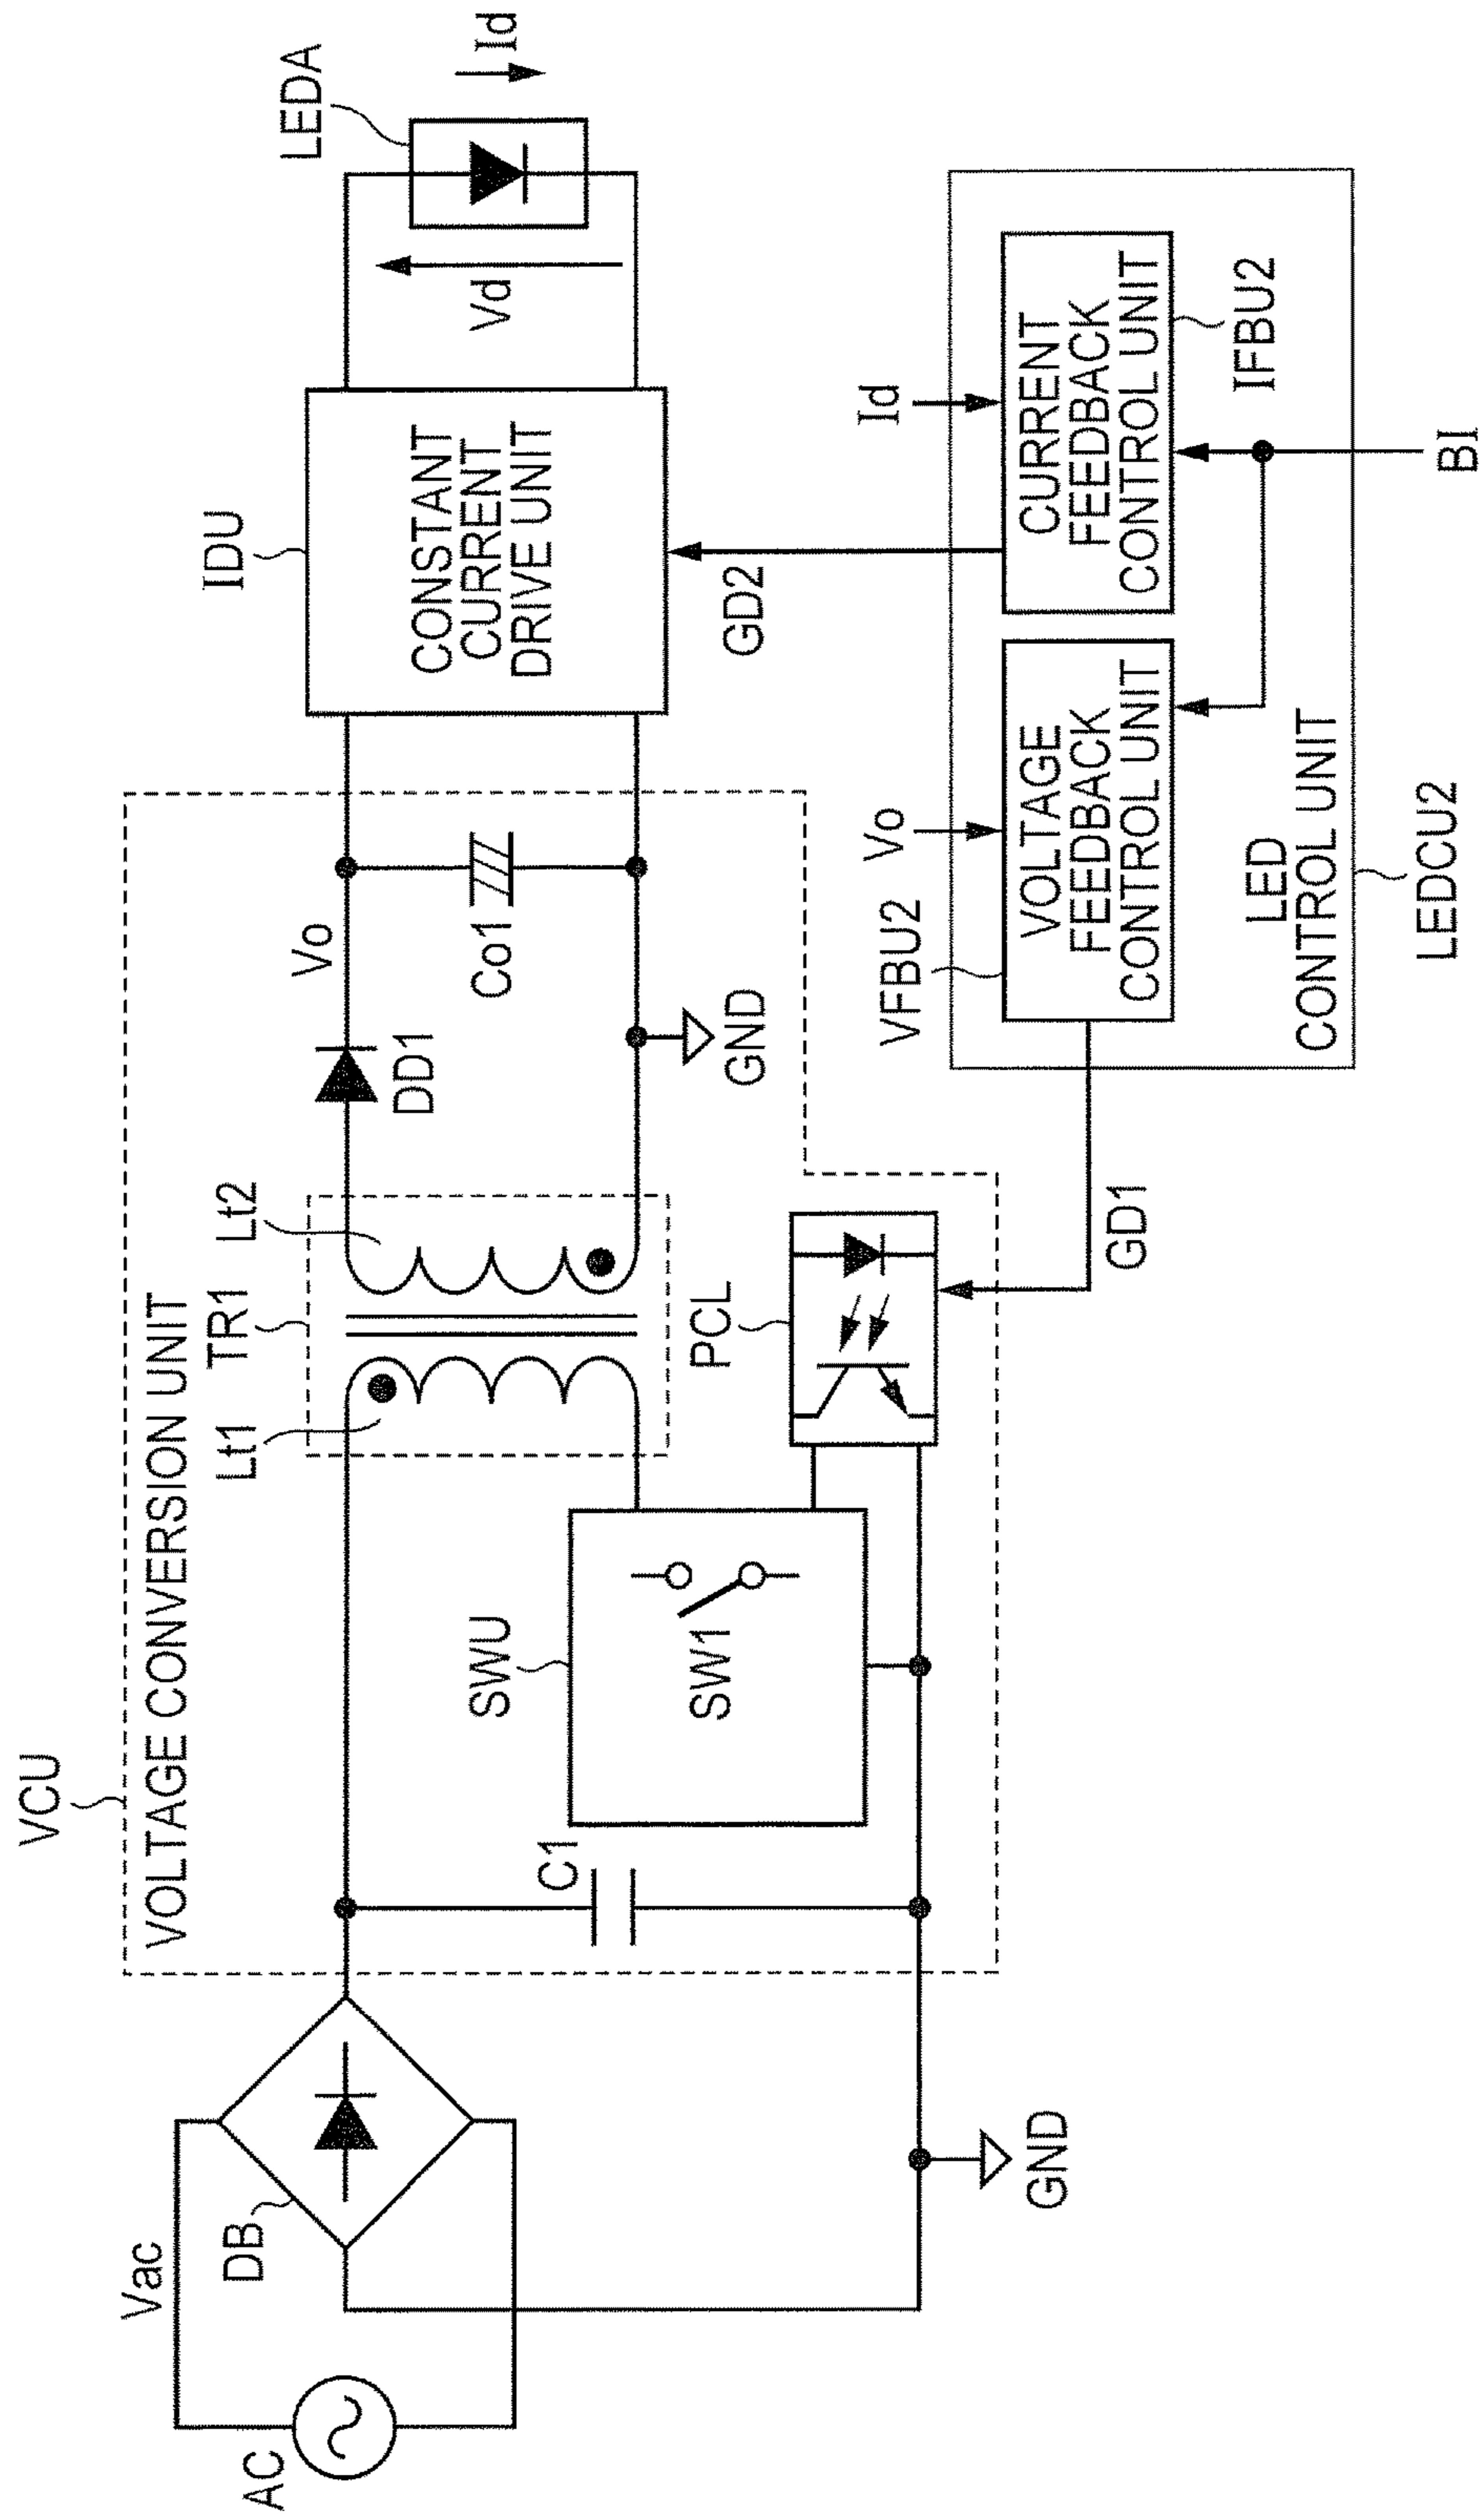 VCU
VOLTAGE CONVERSION UNIT
Vac
AC
DB
GND
C1
SWU
SW1
Lt1
TR1
Lt2
PCL
DD1
Vo
Co1
GND
IDU
CONSTANT
CURRENT
DRIVE UNIT
LEDA
Id
Vd
GD1
GD2
VFBU2
Vo
VOLTAGE
FEEDBACK
CONTROL UNIT
Id
CURRENT
FEEDBACK
CONTROL UNIT
IFBU2
LED
CONTROL UNIT
LEDCU2
BI